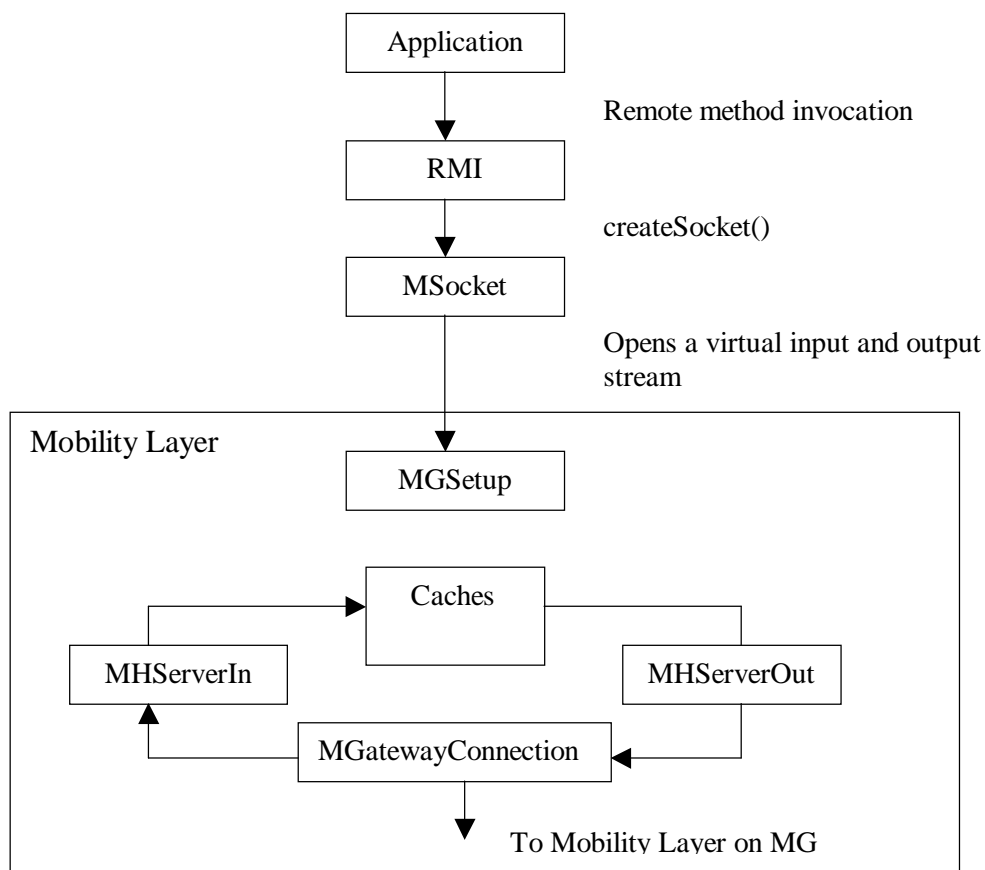 Application
Remote method invocation
RMI
createSocket()
MSocket
Opens a virtual input and output
stream
Mobility Layer
MGSetup
Caches
MHServerIn
MHServerOut
MGatewayConnection
To Mobility Layer on MG